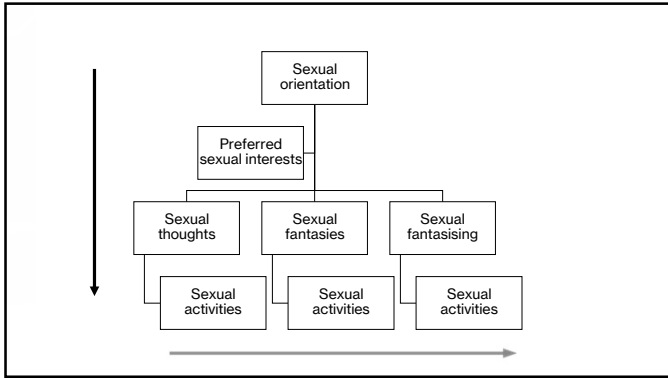 Sexual
orientation
Preferred
sexual interests
Sexual
thoughts
Sexual
fantasies
Sexual
fantasising
Sexual
activities
Sexual
activities
Sexual
activities